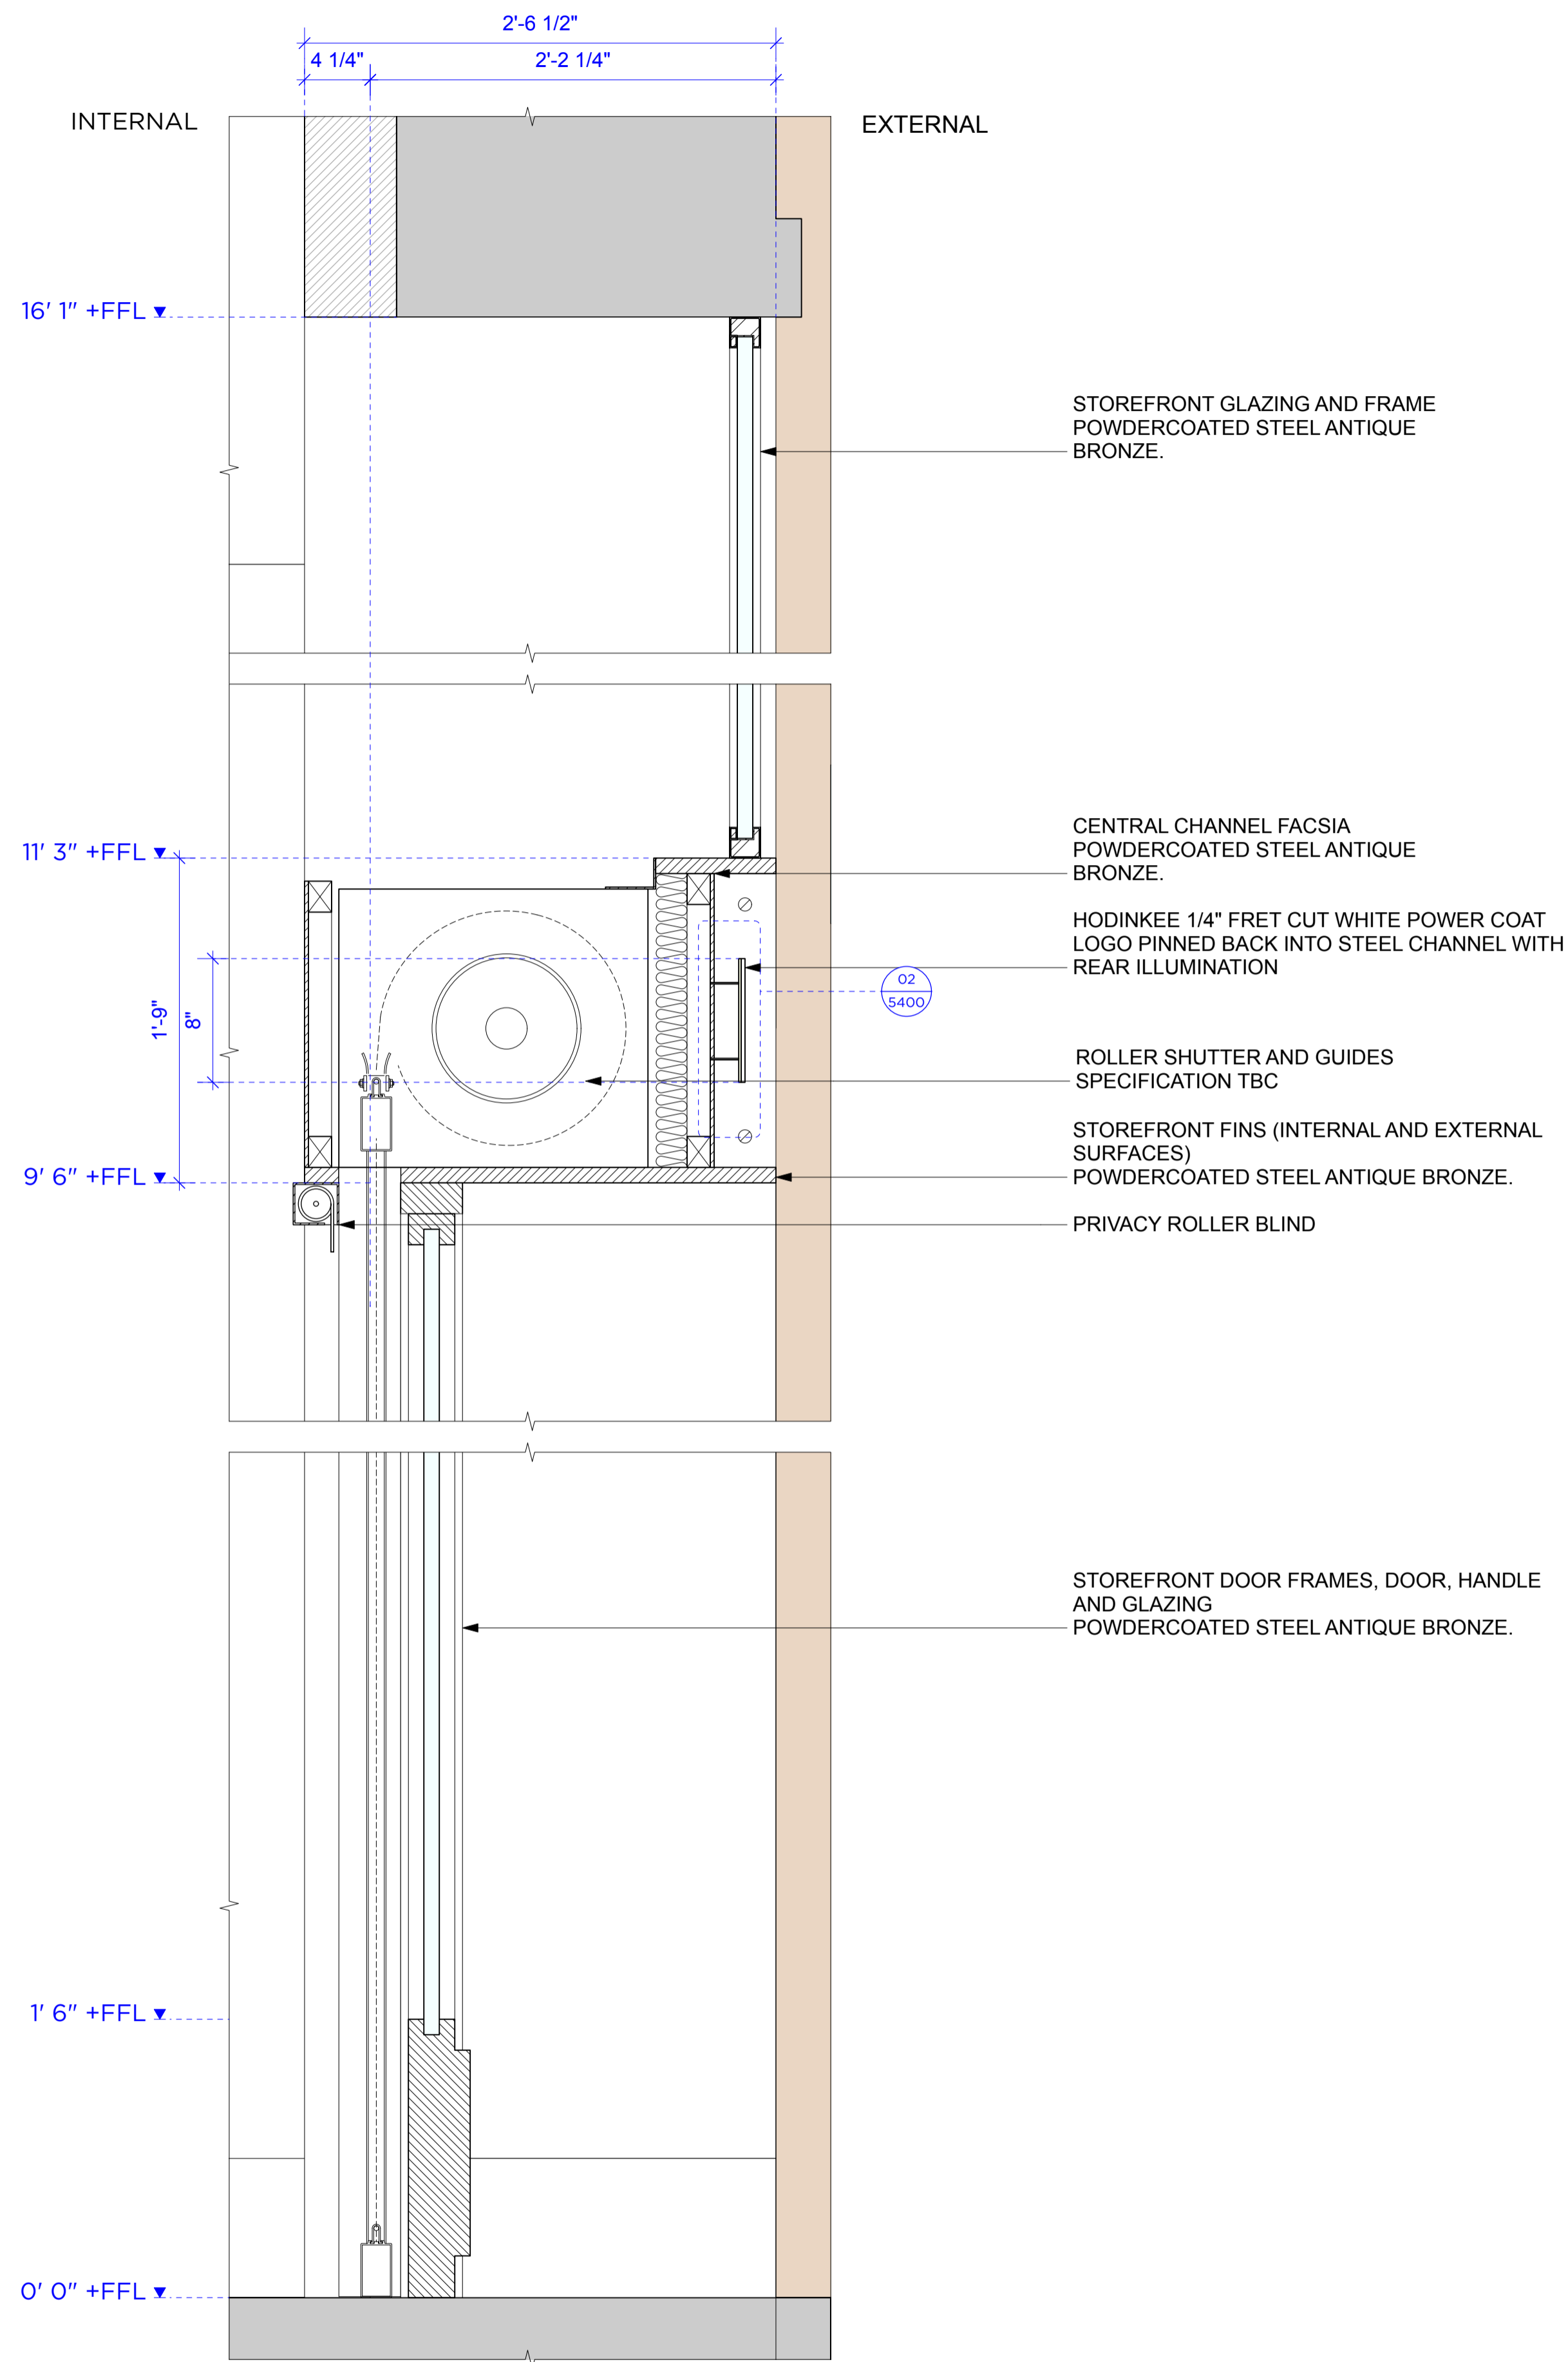 2'-6 1/2"
4 1/4"
2'-2 1/4"
INTERNAL
EXTERNAL
16' 1" +FFL
STOREFRONT GLAZING AND FRAME
POWDERCOATED STEEL ANTIQUE
BRONZE.
11' 3" +FFL
CENTRAL CHANNEL FACSIA
POWDERCOATED STEEL ANTIQUE
BRONZE.
HODINKEE 1/4" FRET CUT WHITE POWER COAT
LOGO PINNED BACK INTO STEEL CHANNEL WITH
REAR ILLUMINATION
02
5400
1'-9"
8"
ROLLER SHUTTER AND GUIDES
SPECIFICATION TBC
STOREFRONT FINS (INTERNAL AND EXTERNAL
SURFACES)
POWDERCOATED STEEL ANTIQUE BRONZE.
9' 6" +FFL
PRIVACY ROLLER BLIND
STOREFRONT DOOR FRAMES, DOOR, HANDLE
AND GLAZING
POWDERCOATED STEEL ANTIQUE BRONZE.
1' 6" +FFL
0' 0" +FFL